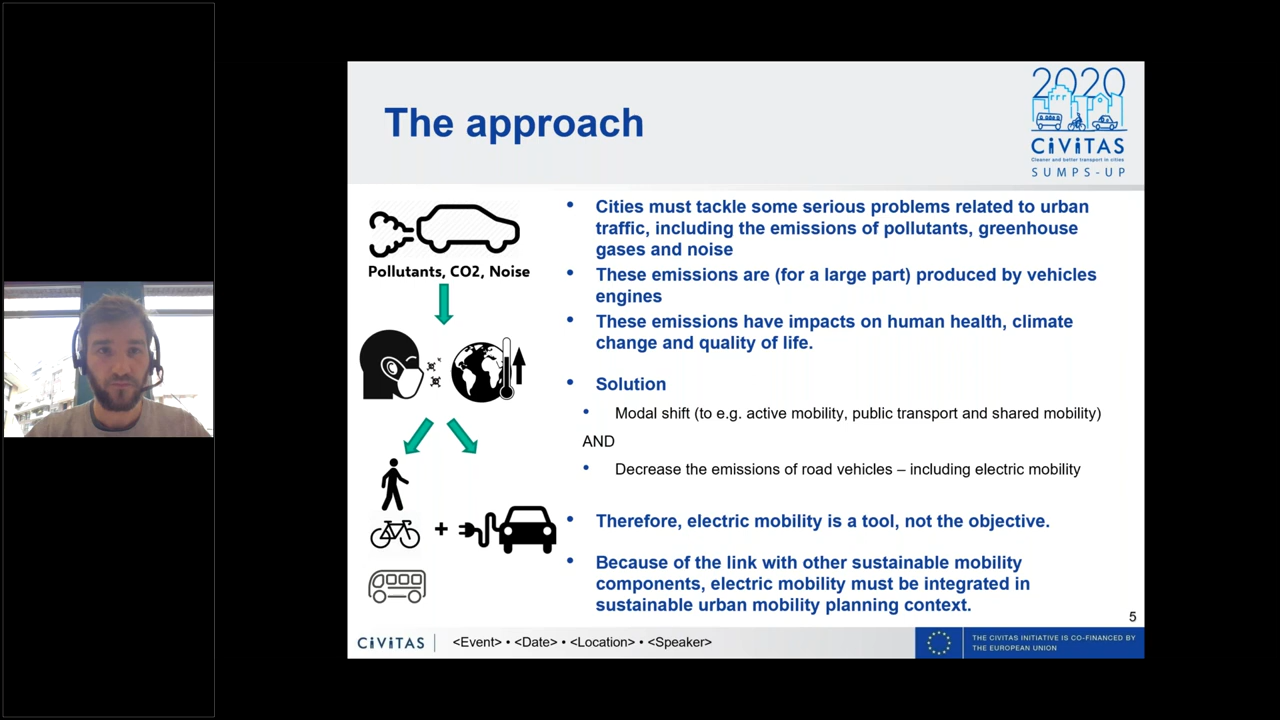 The approach
2020
CiViTAS
Cleaner and better transport in cities
SUMPS-UP
Pollutants, CO2, Noise
• Cities must tackle some serious problems related to urban
traffic, including the emissions of pollutants, greenhouse
gases and noise
• These emissions are (for a large part) produced by vehicles
engines
• These emissions have impacts on human health, climate
change and quality of life.
• Solution
• Modal shift (to e.g. active mobility, public transport and shared mobility)
AND
• Decrease the emissions of road vehicles – including electric mobility
+
• Therefore, electric mobility is a tool, not the objective.
• Because of the link with other sustainable mobility
components, electric mobility must be integrated in
sustainable urban mobility planning context.
5
CiViTAS
<Event> • <Date> • <Location> • <Speaker>
THE CIVITAS INITIATIVE IS CO-FINANCED BY
THE EUROPEAN UNION